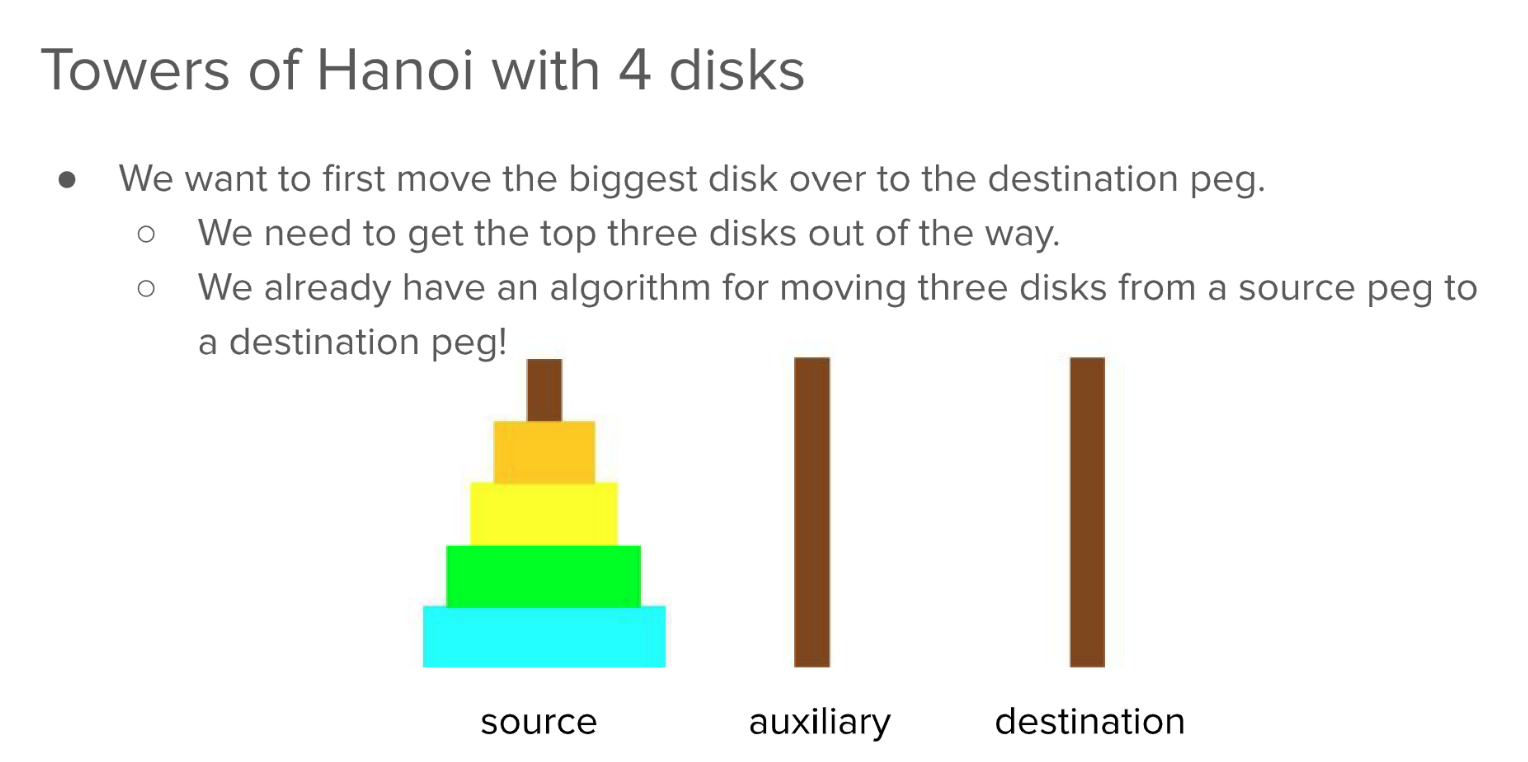 Towers of Hanoi with 4 disks
● We want to first move the biggest disk over to the destination peg.
○ We need to get the top three disks out of the way.
○ We already have an algorithm for moving three disks from a source peg to
a destination peg!
source auxiliary destination